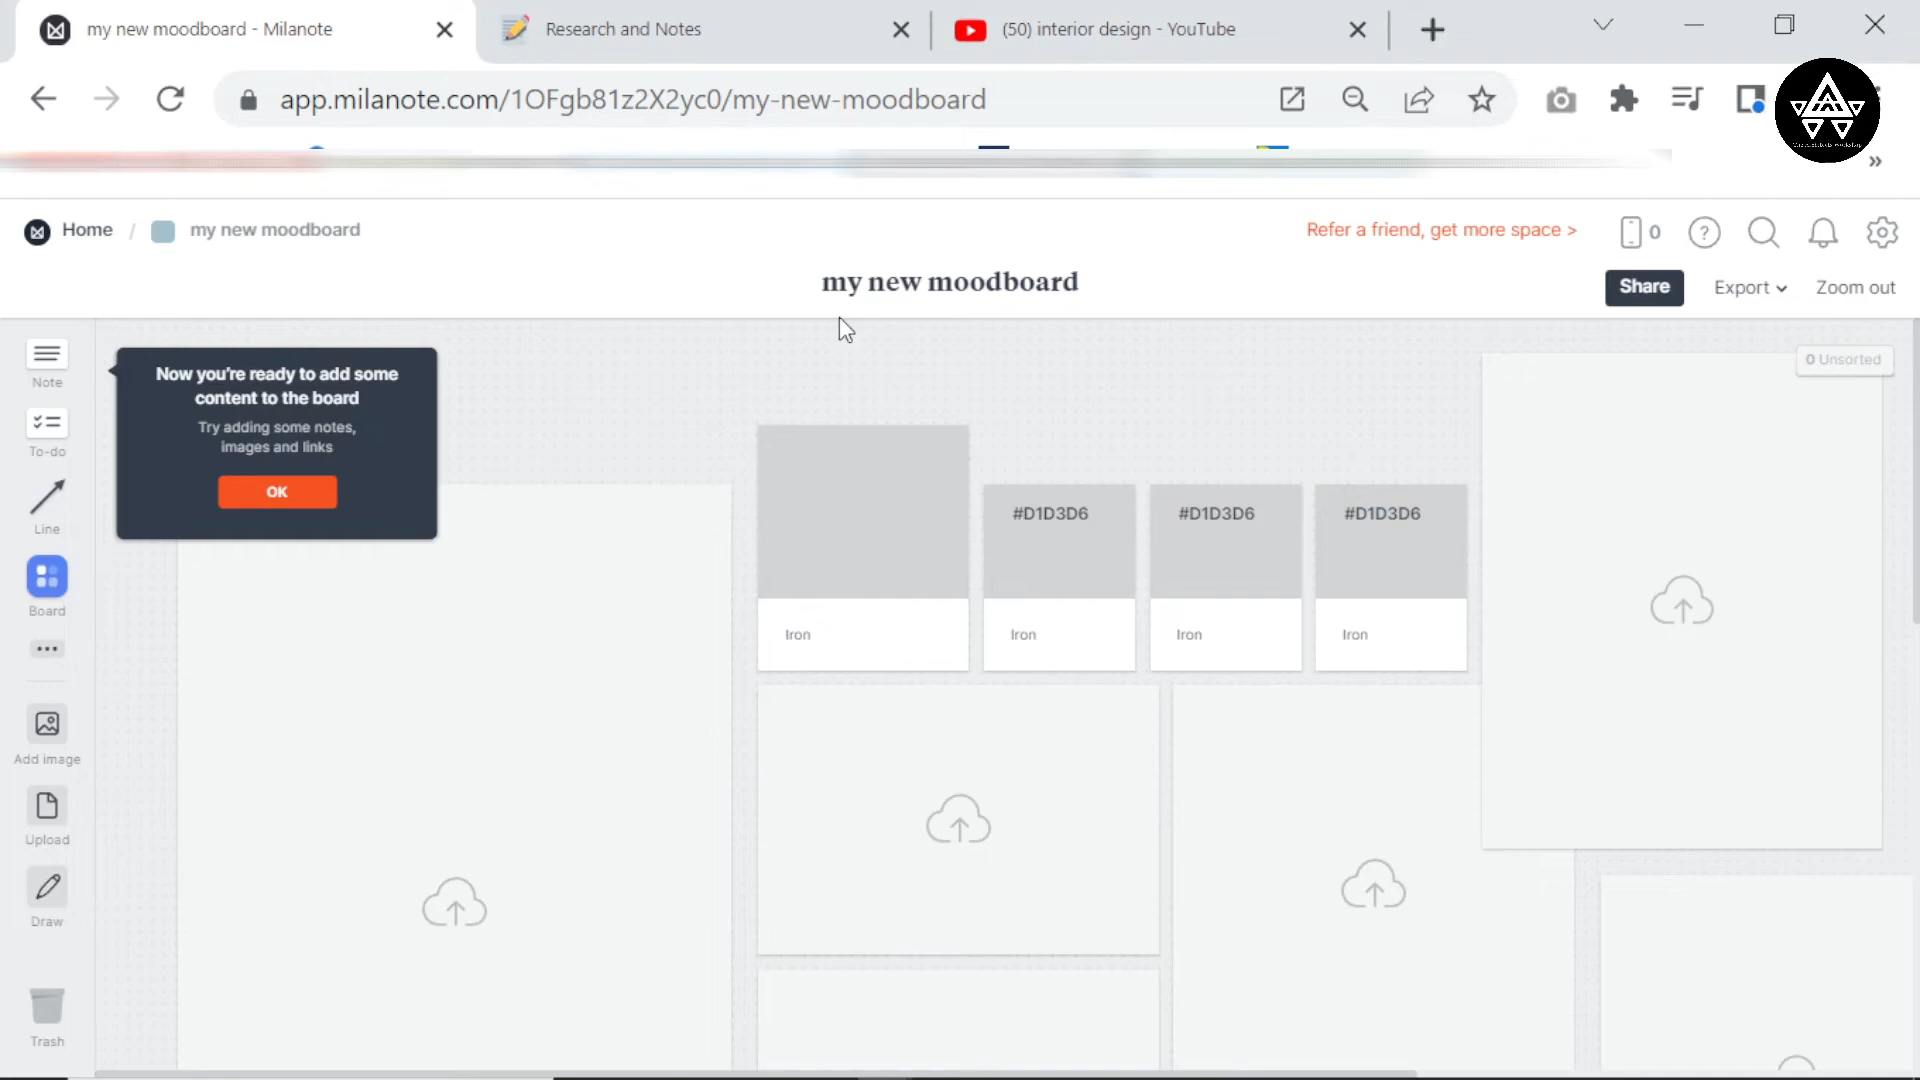 my new moodboard - Milanote
Research and Notes
(50) interior design - YouTube
app.milanote.com/1OFgb81z2X2yc0/my-new-moodboard
Home / my new moodboard
Refer a friend, get more space >
0
my new moodboard
Share
Export
Zoom out
Note
To-do
Line
Board
Add image
Upload
Draw
Trash
Now you're ready to add some
content to the board
Try adding some notes,
images and links
OK
0 Unsorted
#D1D3D6
#D1D3D6
#D1D3D6
Iron
Iron
Iron
Iron